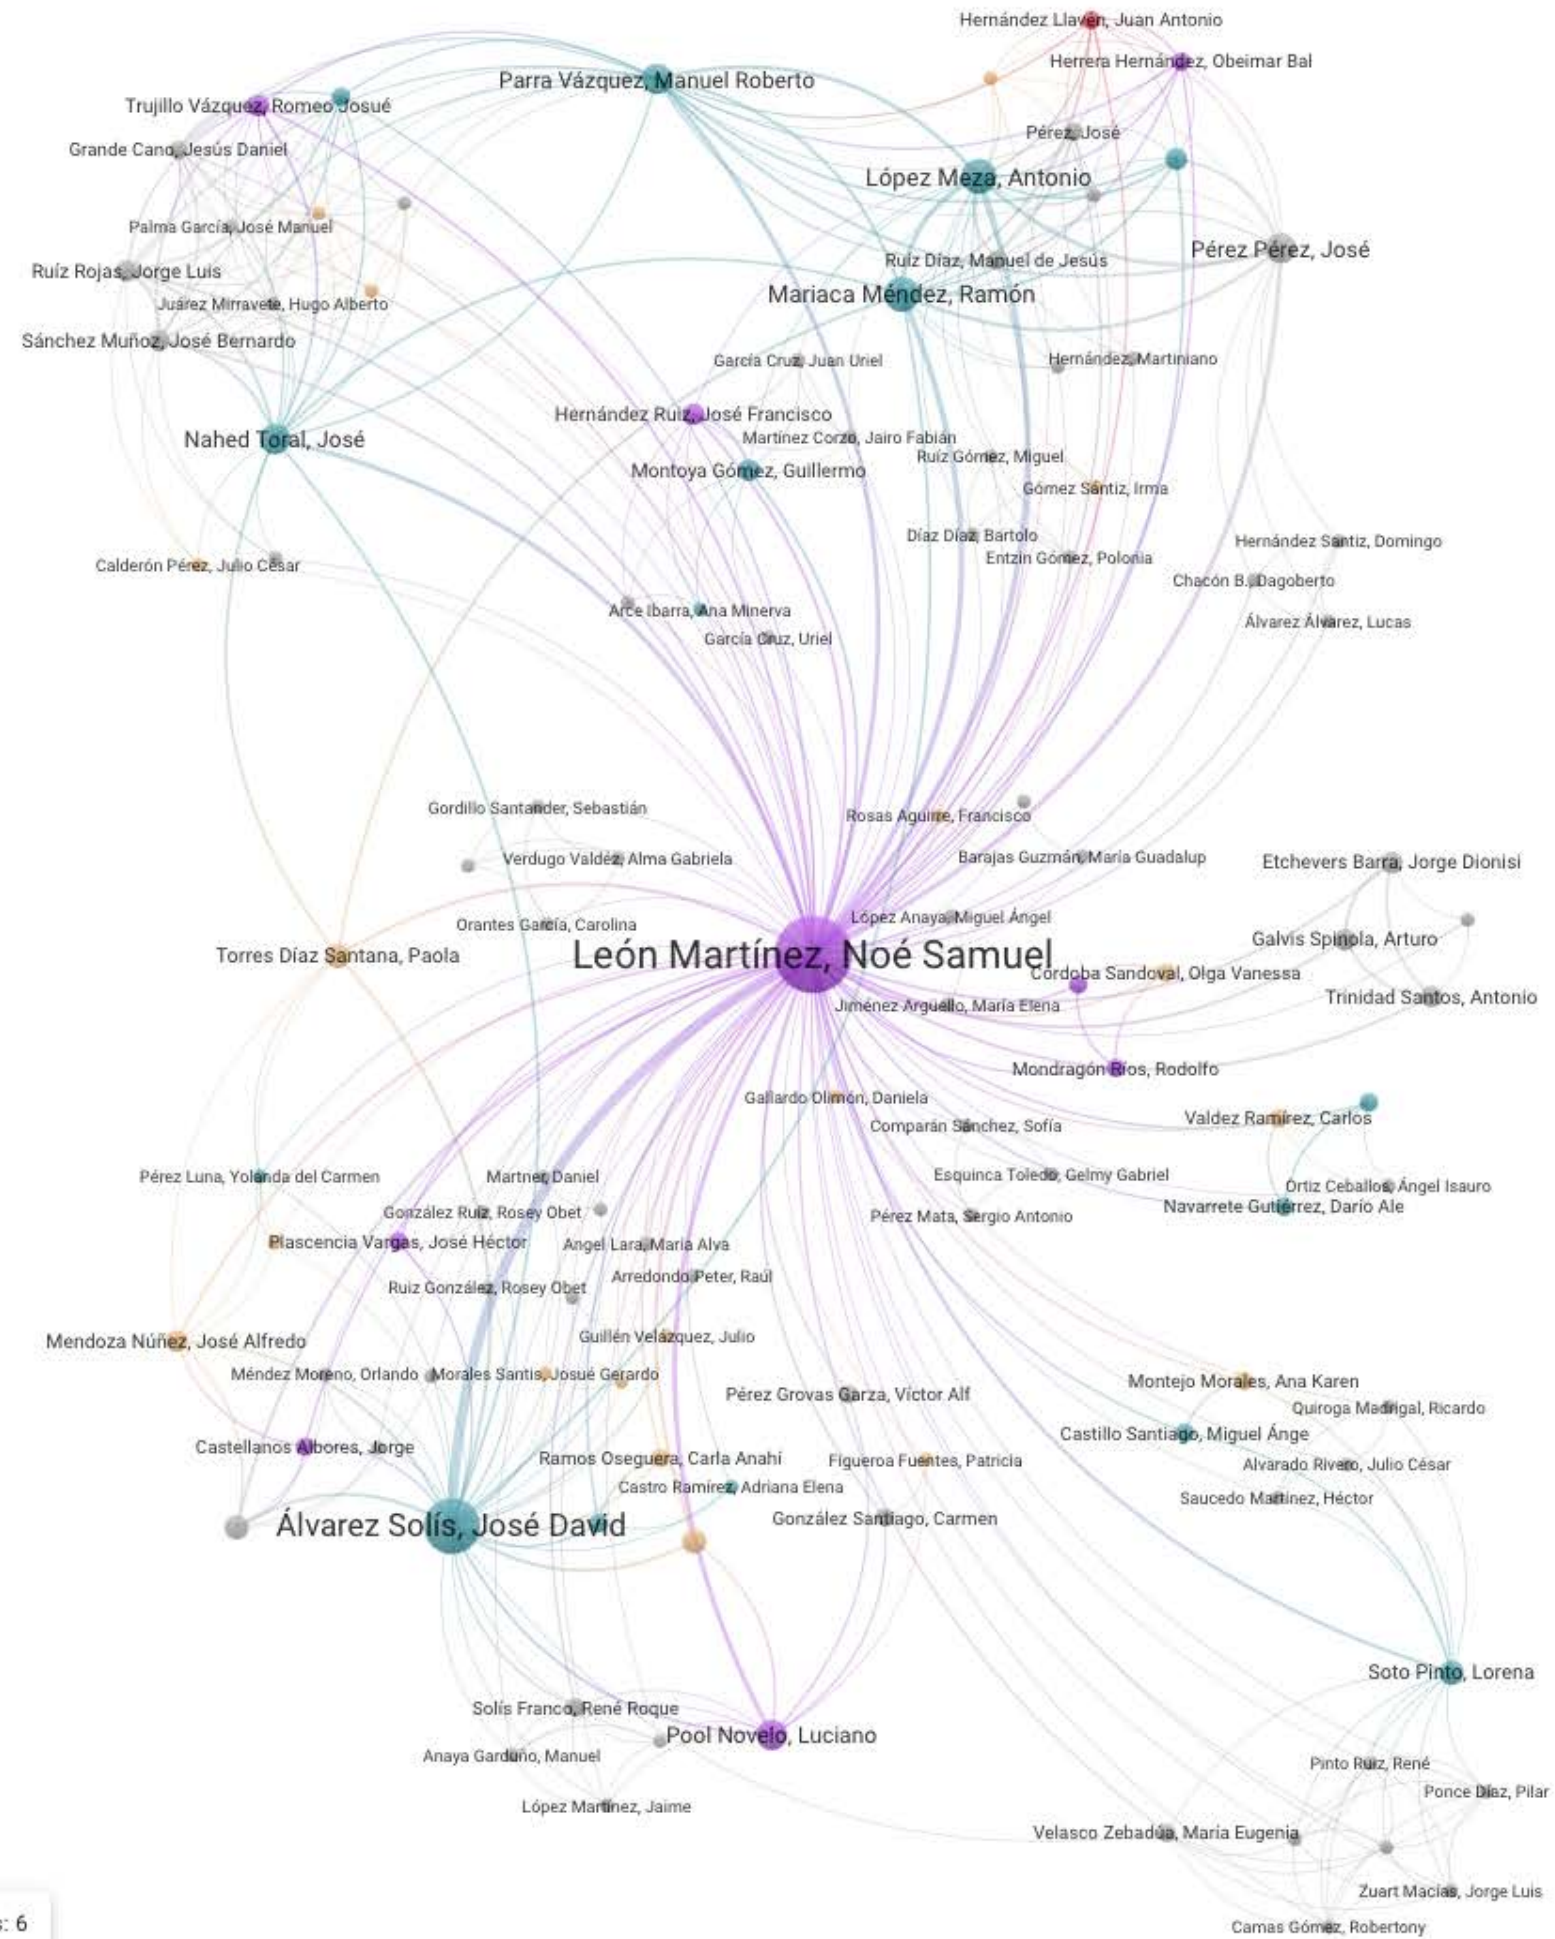 Hernández Llaven, Juan Antonio
Herrera Hernández, Obeimar Bal
Parra Vázquez, Manuel Roberto
Trujillo Vázquez, Romeo Josué
Pérez, José
Grande Cano, Jesús Daniel
López Meza, Antonio
Palma García, José Manuel
Pérez Pérez, José
Ruíz Díaz, Manuel de Jesús
Ruíz Rojas, Jorge Luis
Mariaca Méndez, Ramón
Juárez Mirravete, Hugo Alberto
Sánchez Muñoz, José Bernardo
García Cruz, Juan Uriel
Hernández, Martiniano
Hernández Ruiz, José Francisco
Nahed Toral, José
Martínez Corzo, Jairo Fabián
Ruíz Gómez, Miguel
Montoya Gómez, Guillermo
Gómez Sántiz, Irma
Díaz Díaz, Bartolo
Hernández Santiz, Domingo
Entzin Gómez, Polonia
Calderón Pérez, Julio César
Chacón B., Dagoberto
Arce Ibarra, Ana Minerva
Álvarez Álvarez, Lucas
García Cruz, Uriel
Gordillo Santander, Sebastián
Rosas Aguirre, Francisco
Verdugo Valdéz, Alma Gabriela
Barajas Guzmán, María Guadalup
Etchevers Barra, Jorge Dionisi
López Anaya, Miguel Ángel
Orantes García, Carolina
Galvis Spinola, Arturo
Torres Díaz Santana, Paola
León Martínez, Noé Samuel
Córdoba Sandoval, Olga Vanessa
Trinidad Santos, Antonio
Jiménez Argüello, María Elena
Mondragón Ríos, Rodolfo
Gallardo Olimón, Daniela
Valdez Ramírez, Carlos
Comparán Sánchez, Sofía
Pérez Luna, Yolanda del Carmen
Martner, Daniel
Esquinca Toledo, Gelmy Gabriel
Ortiz Ceballos, Ángel Isauro
Navarrete Gutiérrez, Darío Ale
González Ruiz, Rosey Obet
Pérez Mata, Sergio Antonio
Plascencia Vargas, José Héctor
Angel Lara, Maria Alva
Arredondo Peter, Raúl
Ruiz González, Rosey Obet
Guillén Velázquez, Julio
Mendoza Núñez, José Alfredo
Méndez Moreno, Orlando
Morales Santis, Josué Gerardo
Montejo Morales, Ana Karen
Pérez Grovas Garza, Víctor Alf
Quiroga Madrigal, Ricardo
Castillo Santiago, Miguel Ánge
Castellanos Albores, Jorge
Ramos Oseguera, Carla Anahí
Figueroa Fuentes, Patricia
Alvarado Rivero, Julio César
Castro Ramírez, Adriana Elena
Saucedo Martínez, Héctor
González Santiago, Carmen
Álvarez Solís, José David
Soto Pinto, Lorena
Solís Franco, René Roque
Pool Novelo, Luciano
Anaya Garduño, Manuel
Pinto Ruiz, René
Ponce Díaz, Pilar
López Martínez, Jaime
Velasco Zebadúa, María Eugenia
Zuart Macías, Jorge Luis
s: 6
Camas Gómez, Robertony